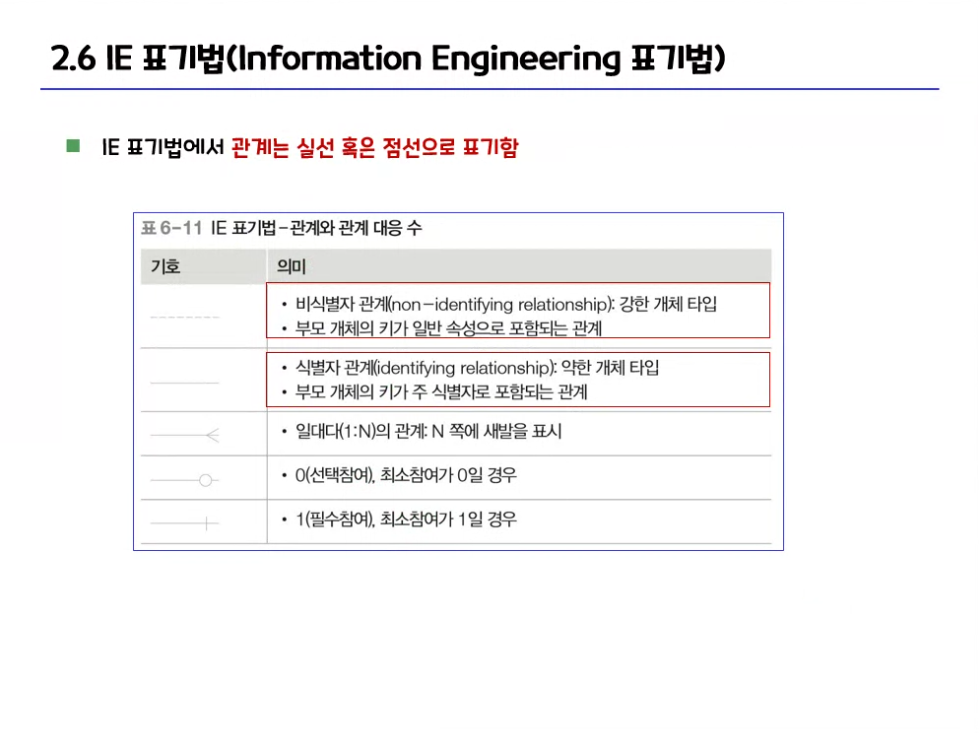 2.6 IE 표기법(Information Engineering 표기법)
IE 표기법에서 관계는 실선 혹은 점선으로 표기함
표 6-11 IE 표기법-관계와 관계 대응 수
기호 의미
• 비식별자 관계(non-identifying relationship): 강한 개체 타입
• 부모 개체의 키가 일반 속성으로 포함되는 관계
• 식별자 관계(identifying relationship): 약한 개체 타입
• 부모 개체의 키가 주 식별자로 포함되는 관계
• 일대다(1:N)의 관계: N 쪽에 새발을 표시
• 0(선택참여), 최소참여가 0일 경우
• 1(필수참여), 최소참여가 1일 경우